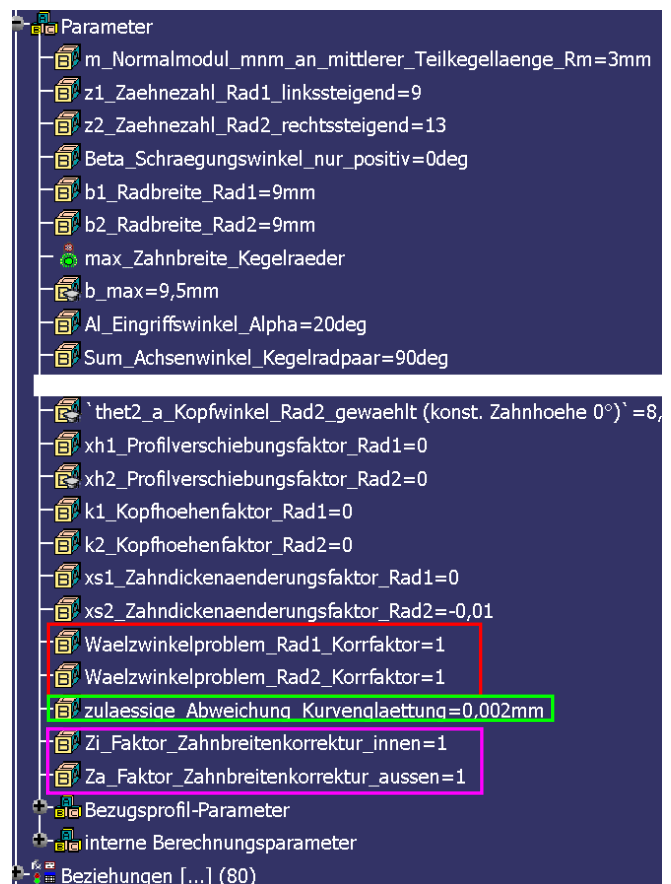 Parameter
m_Normalmodul_mnm_an_mittlerer_Teilkegellaenge_Rm=3mm
z1_Zaehnezahl_Rad1_linkssteigend=9
z2_Zaehnezahl_Rad2_rechtssteigend=13
Beta_Schraegungswinkel_nur_positiv=0deg
b1_Radbreite_Rad1=9mm
b2_Radbreite_Rad2=9mm
max_Zahnbreite_Kegelraeder
b_max=9,5mm
Al_Eingriffswinkel_Alpha=20deg
Sum_Achsenwinkel_Kegelradpaar=90deg
`thet2_a_Kopfwinkel_Rad2_gewaehlt (konst. Zahnhoehe 0°)`=8,
xh1_Profilverschiebungsfaktor_Rad1=0
xh2_Profilverschiebungsfaktor_Rad2=0
k1_Kopfhoehenfaktor_Rad1=0
k2_Kopfhoehenfaktor_Rad2=0
xs1_Zahndickenaenderungsfaktor_Rad1=0
xs2_Zahndickenaenderungsfaktor_Rad2=-0,01
Waelzwinkelproblem_Rad1_Korrfaktor=1
Waelzwinkelproblem_Rad2_Korrfaktor=1
zulaessige_Abweichung_Kurvenglaettung=0,002mm
Zi_Faktor_Zahnbreitenkorrektur_innen=1
Za_Faktor_Zahnbreitenkorrektur_aussen=1
Bezugsprofil-Parameter
interne Berechnungsparameter
Beziehungen [...] (80)